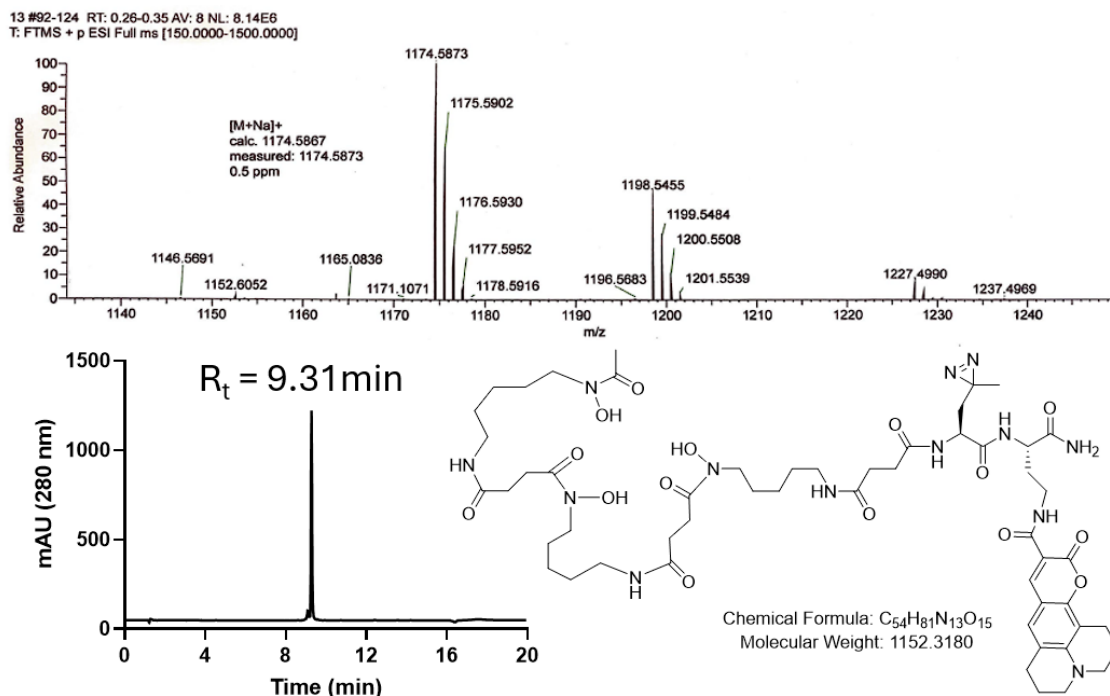 13 #92-124 RT: 0.26-0.35 AV: 8 NL: 8.14E6
T: FTMS + p ESI Full ms [150.0000-1500.0000]
1174.5873
100
90
80
70
60
50
40
30
20
10
0
Relative Abundance
1175.5902
[M+Na]+
calc. 1174.5867
measured: 1174.5873
0.5 ppm
1176.5930
1177.5952
1178.5916
1146.5691
1152.6052
1165.0836
1171.1071
1198.5455
1199.5484
1200.5508
1196.5683
1201.5539
1227.4990
1237.4969
1140
1150
1160
1170
1180
1190
1200
1210
1220
1230
1240
m/z
1500
1000
500
0
mAU (280 nm)
Rt = 9.31min
0
4
8
12
16
20
Time (min)
N
O
OH
HN
O
O
N
OH
N
H
O
HO
N
O
NH
O
O
N
H
N
N
O
H
N
O
NH2
NH
O
O
O
N
Chemical Formula: C54H81N13O15
Molecular Weight: 1152.3180